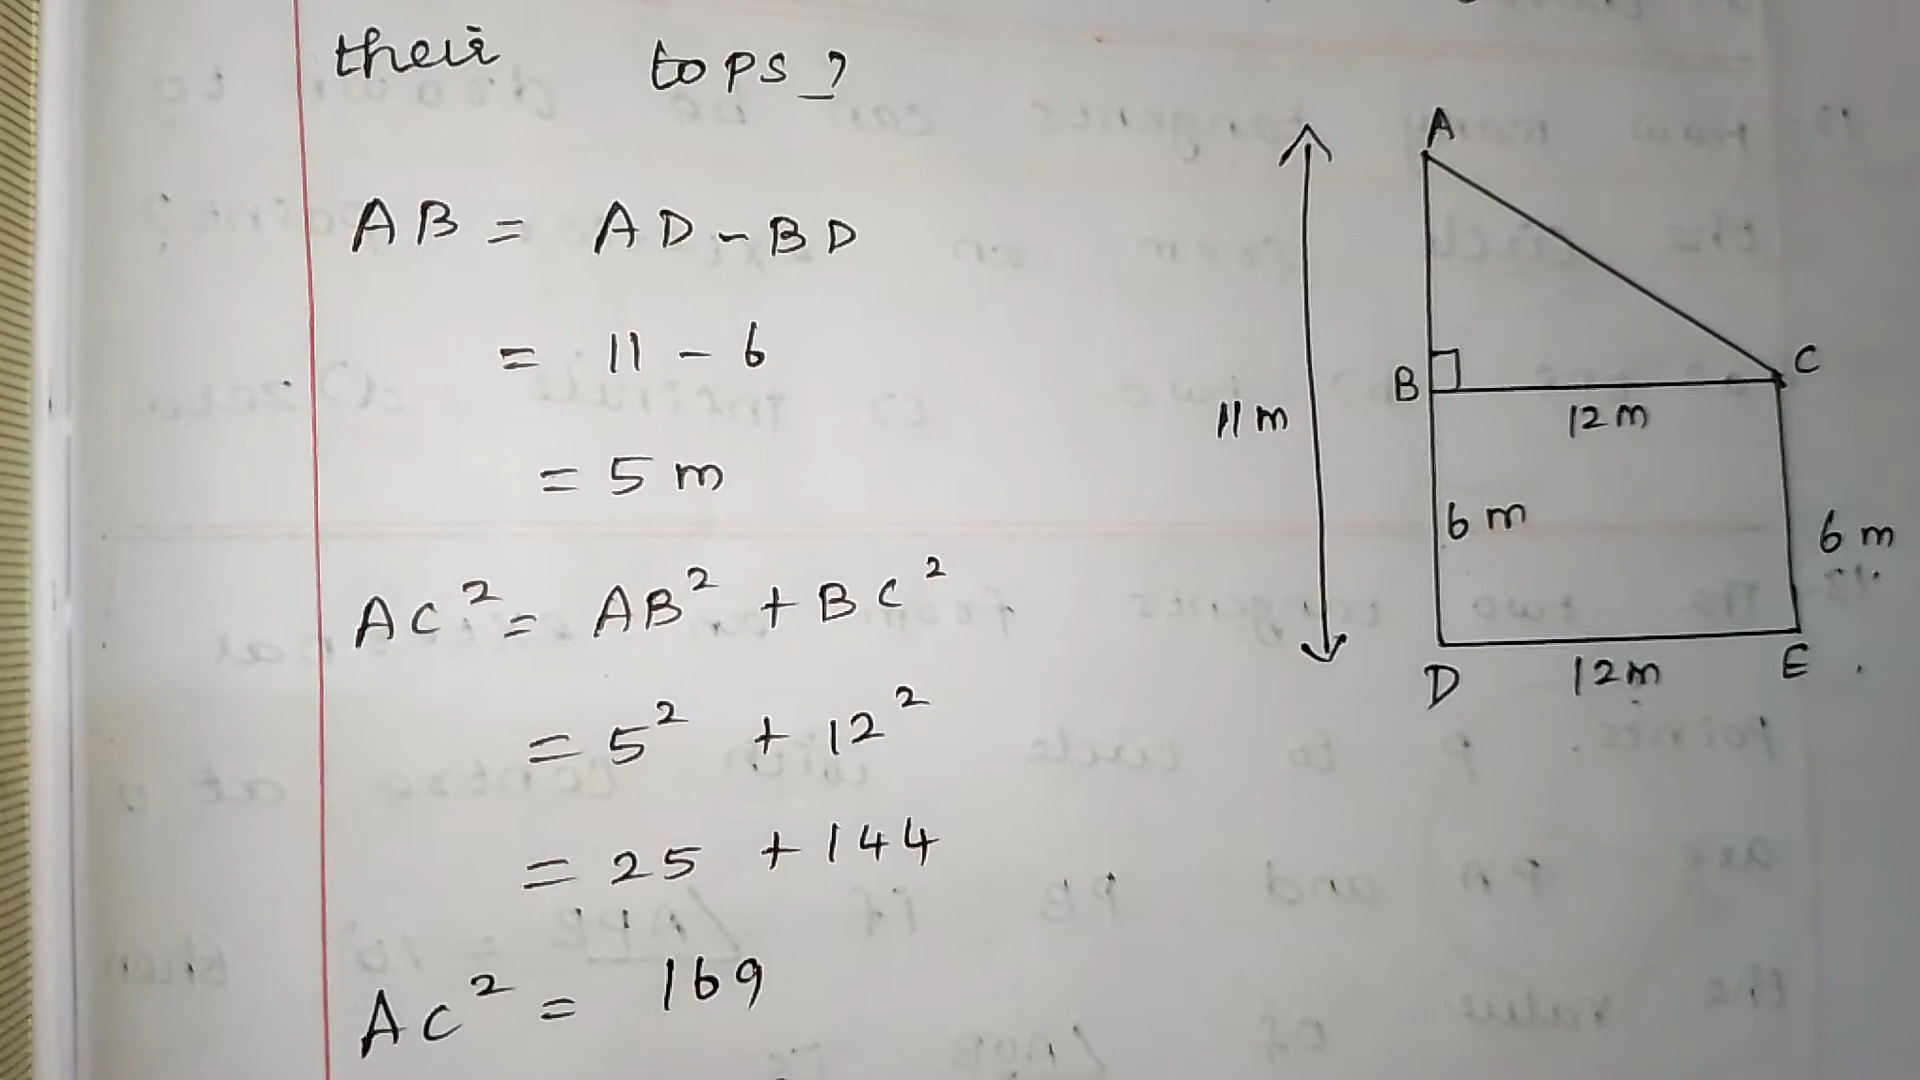 their tops ?
AB = AD - BD
= 11 - 6
= 5 m
AC² = AB² + BC²
= 5² + 12²
= 25 + 144
AC² = 169
A
B
C
12 m
11 m
6 m
6 m
D
12 m
E